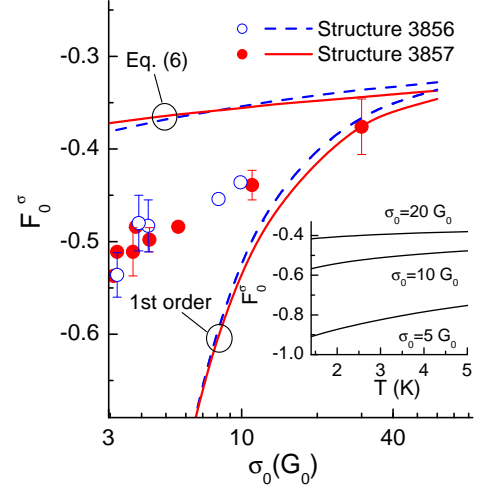 Structure 3856
Structure 3857
Eq. (6)
1st order
-0.3
-0.4
-0.5
-0.6
F₀^σ
3
10
40
σ₀(G₀)
σ₀=20 G₀
σ₀=10 G₀
σ₀=5 G₀
-0.4
-0.6
-0.8
-1.0
F₀^σ
2
3
4
5
T (K)